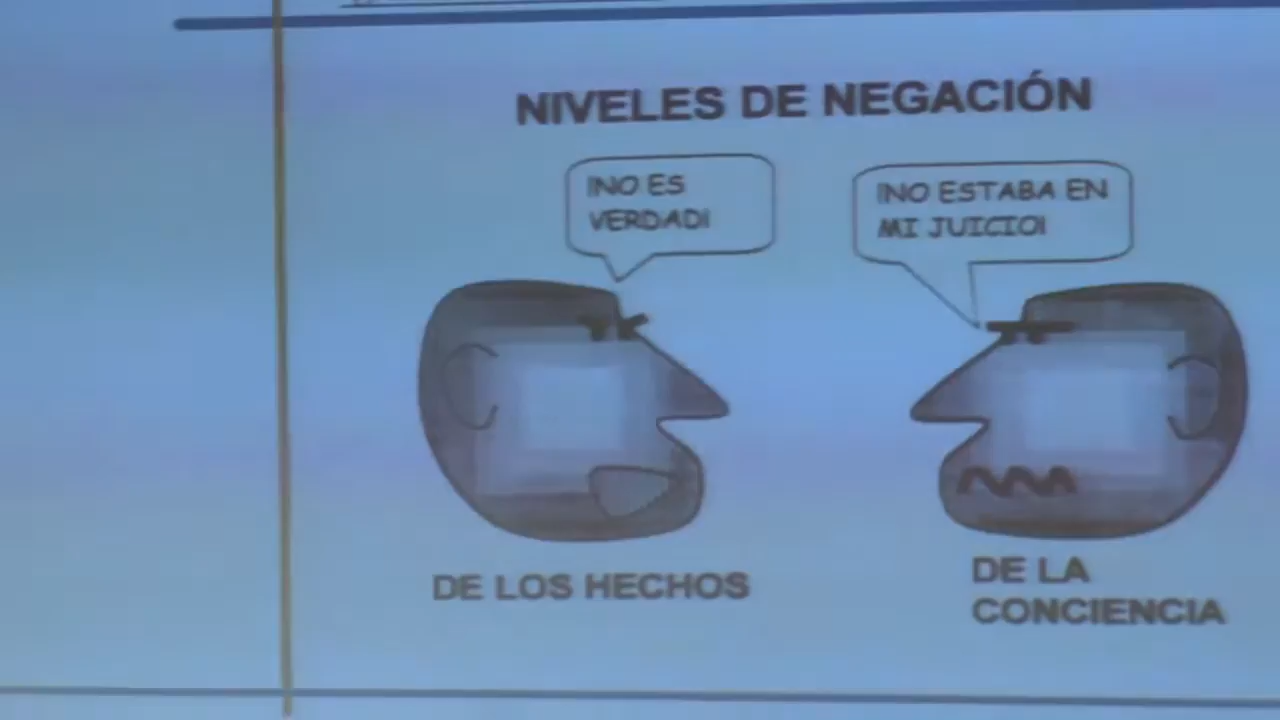 NIVELES DE NEGACIÓN
¡NO ES
VERDAD!
¡NO ESTABA EN
MI JUICIO!
DE LOS HECHOS
DE LA
CONCIENCIA